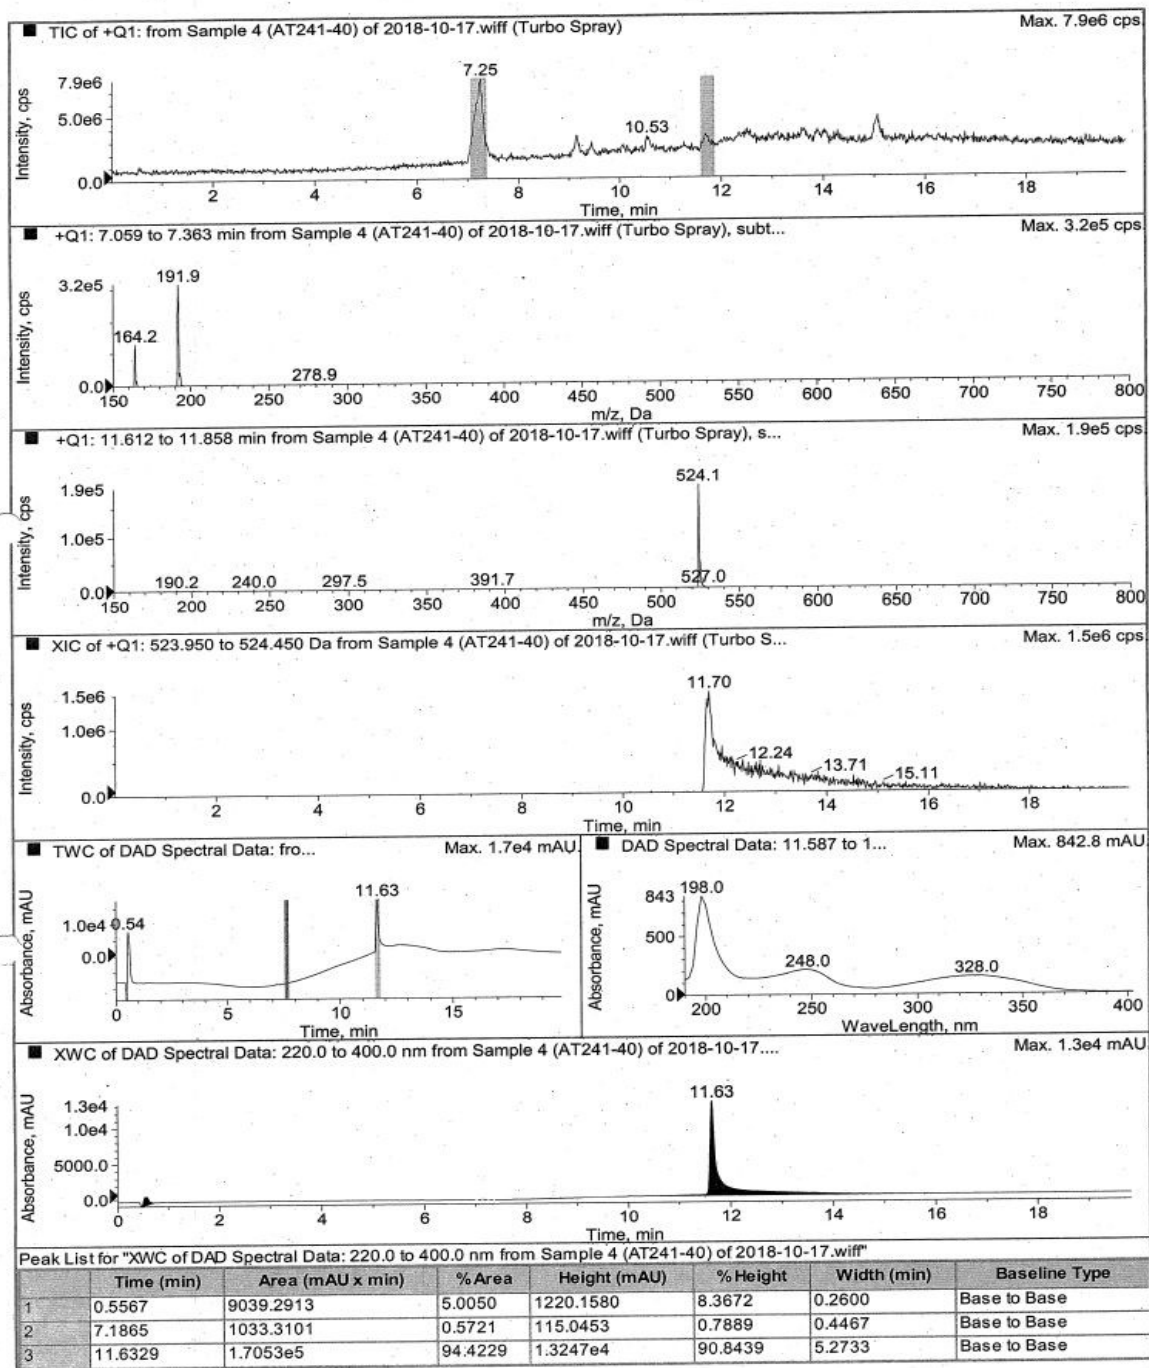 TIC of +Q1: from Sample 4 (AT241-40) of 2018-10-17.wiff (Turbo Spray) Max. 7.9e6 cps
7.25
7.9e6
5.0e6
10.53
0.0
2 4 6 8 10 12 14 16 18
Time, min
Intensity, cps
+Q1: 7.059 to 7.363 min from Sample 4 (AT241-40) of 2018-10-17.wiff (Turbo Spray), subt... Max. 3.2e5 cps
191.9
3.2e5
164.2
278.9
0.0
150 200 250 300 350 400 450 500 550 600 650 700 750 800
m/z, Da
Intensity, cps
+Q1: 11.612 to 11.858 min from Sample 4 (AT241-40) of 2018-10-17.wiff (Turbo Spray), s... Max. 1.9e5 cps
524.1
1.9e5
1.0e5
190.2 240.0 297.5 391.7 527.0
0.0
150 200 250 300 350 400 450 500 550 600 650 700 750 800
m/z, Da
Intensity, cps
XIC of +Q1: 523.950 to 524.450 Da from Sample 4 (AT241-40) of 2018-10-17.wiff (Turbo S... Max. 1.5e6 cps
11.70
1.5e6
1.0e6
12.24
13.71
15.11
0.0
2 4 6 8 10 12 14 16 18
Time, min
Intensity, cps
TWC of DAD Spectral Data: fro... Max. 1.7e4 mAU
11.63
1.0e4 0.54
0.0
0 5 10 15
Time, min
Absorbance, mAU
DAD Spectral Data: 11.587 to 1... Max. 842.8 mAU
843 198.0
500
248.0 328.0
0
200 250 300 350 400
WaveLength, nm
Absorbance, mAU
XWC of DAD Spectral Data: 220.0 to 400.0 nm from Sample 4 (AT241-40) of 2018-10-17.... Max. 1.3e4 mAU
11.63
1.3e4
1.0e4
5000.0
0.0
0 2 4 6 8 10 12 14 16 18
Time, min
Absorbance, mAU
Peak List for "XWC of DAD Spectral Data: 220.0 to 400.0 nm from Sample 4 (AT241-40) of 2018-10-17.wiff"
Time (min) Area (mAU x min) %Area Height (mAU) %Height Width (min) Baseline Type
1 0.5567 9039.2913 5.0050 1220.1580 8.3672 0.2600 Base to Base
2 7.1865 1033.3101 0.5721 115.0453 0.7889 0.4467 Base to Base
3 11.6329 1.7053e5 94.4229 1.3247e4 90.8439 5.2733 Base to Base